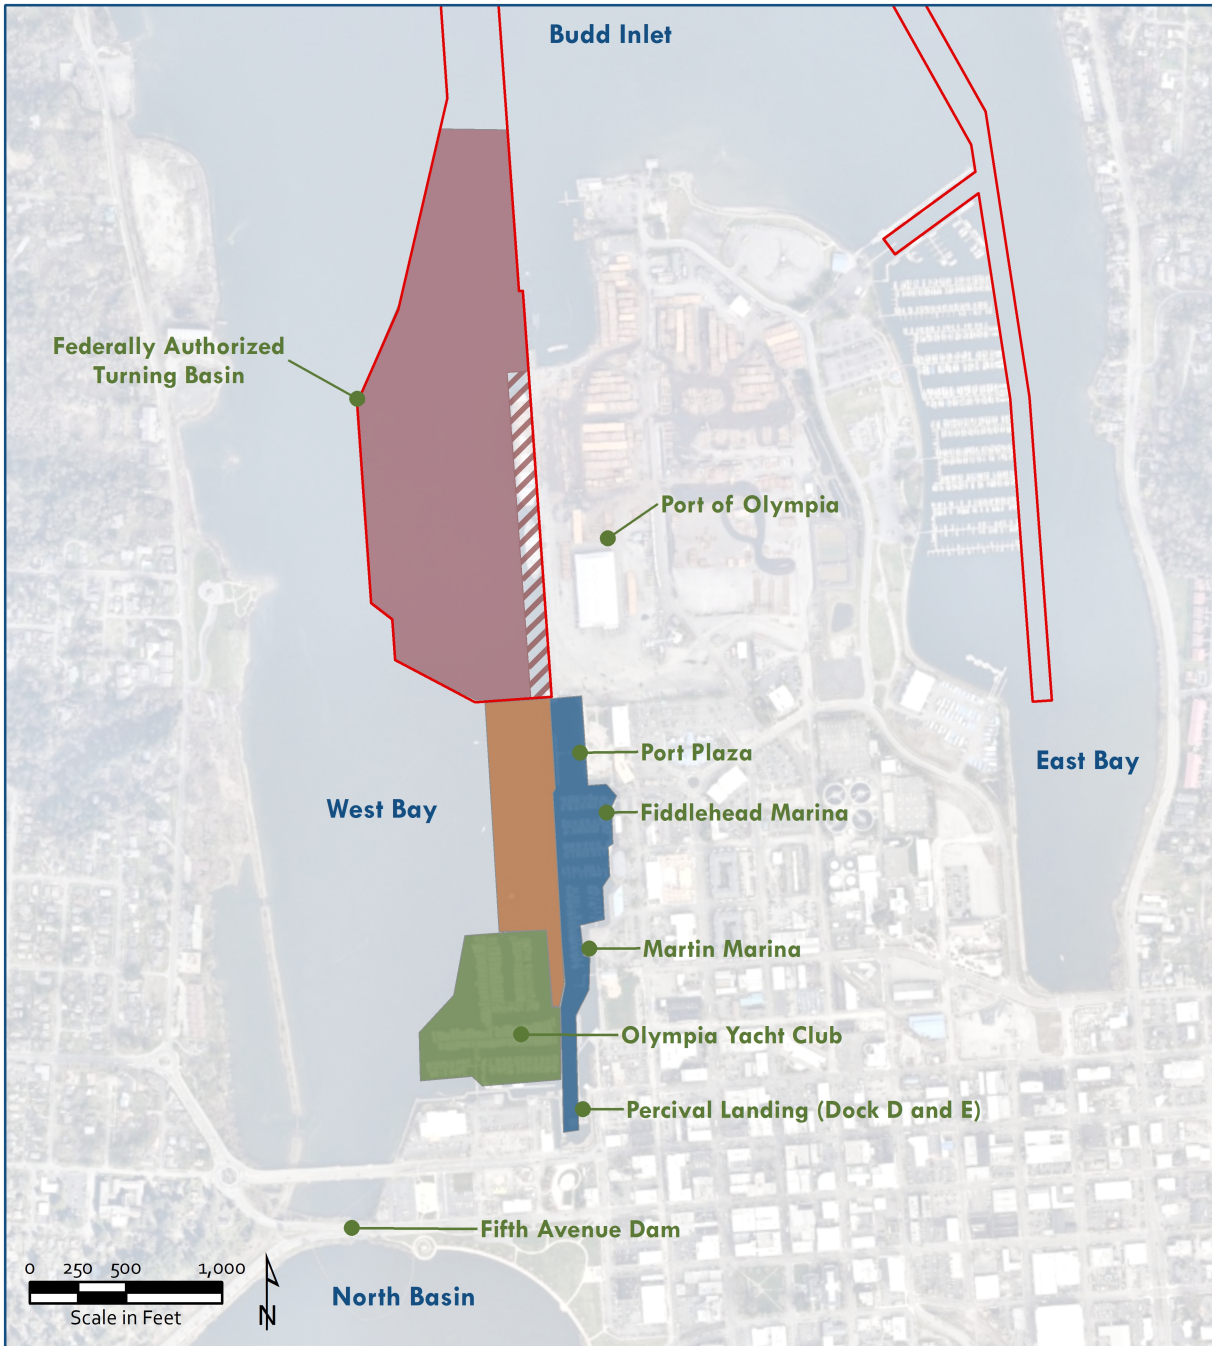 Budd Inlet
Federally Authorized
Turning Basin
Port of Olympia
Port Plaza
East Bay
West Bay
Fiddlehead Marina
Martin Marina
Olympia Yacht Club
Percival Landing (Dock D and E)
Fifth Avenue Dam
0 250 500 1,000
Scale in Feet
N
North Basin